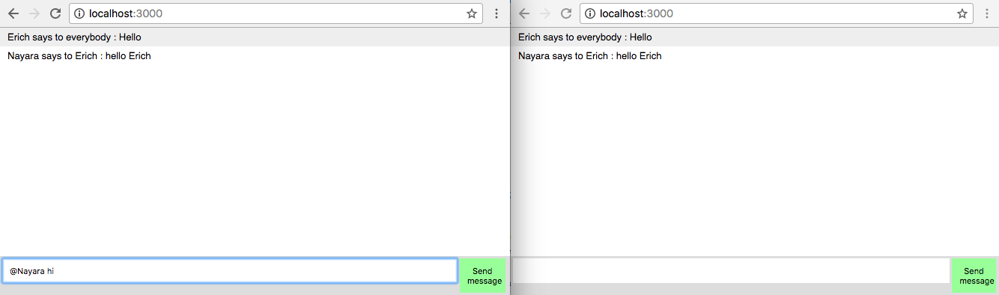 localhost:3000
Erich says to everybody : Hello
Nayara says to Erich : hello Erich
@Nayara hi
Send
message
localhost:3000
Erich says to everybody : Hello
Nayara says to Erich : hello Erich
Send
message